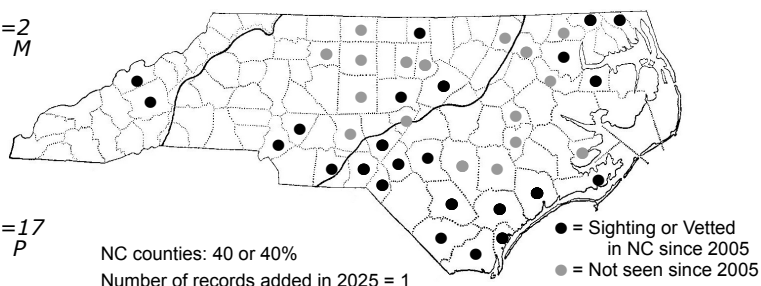 =2
M
=17
P
NC counties: 40 or 40%
Number of records added in 2025 = 1
● = Sighting or Vetted
in NC since 2005
● = Not seen since 2005